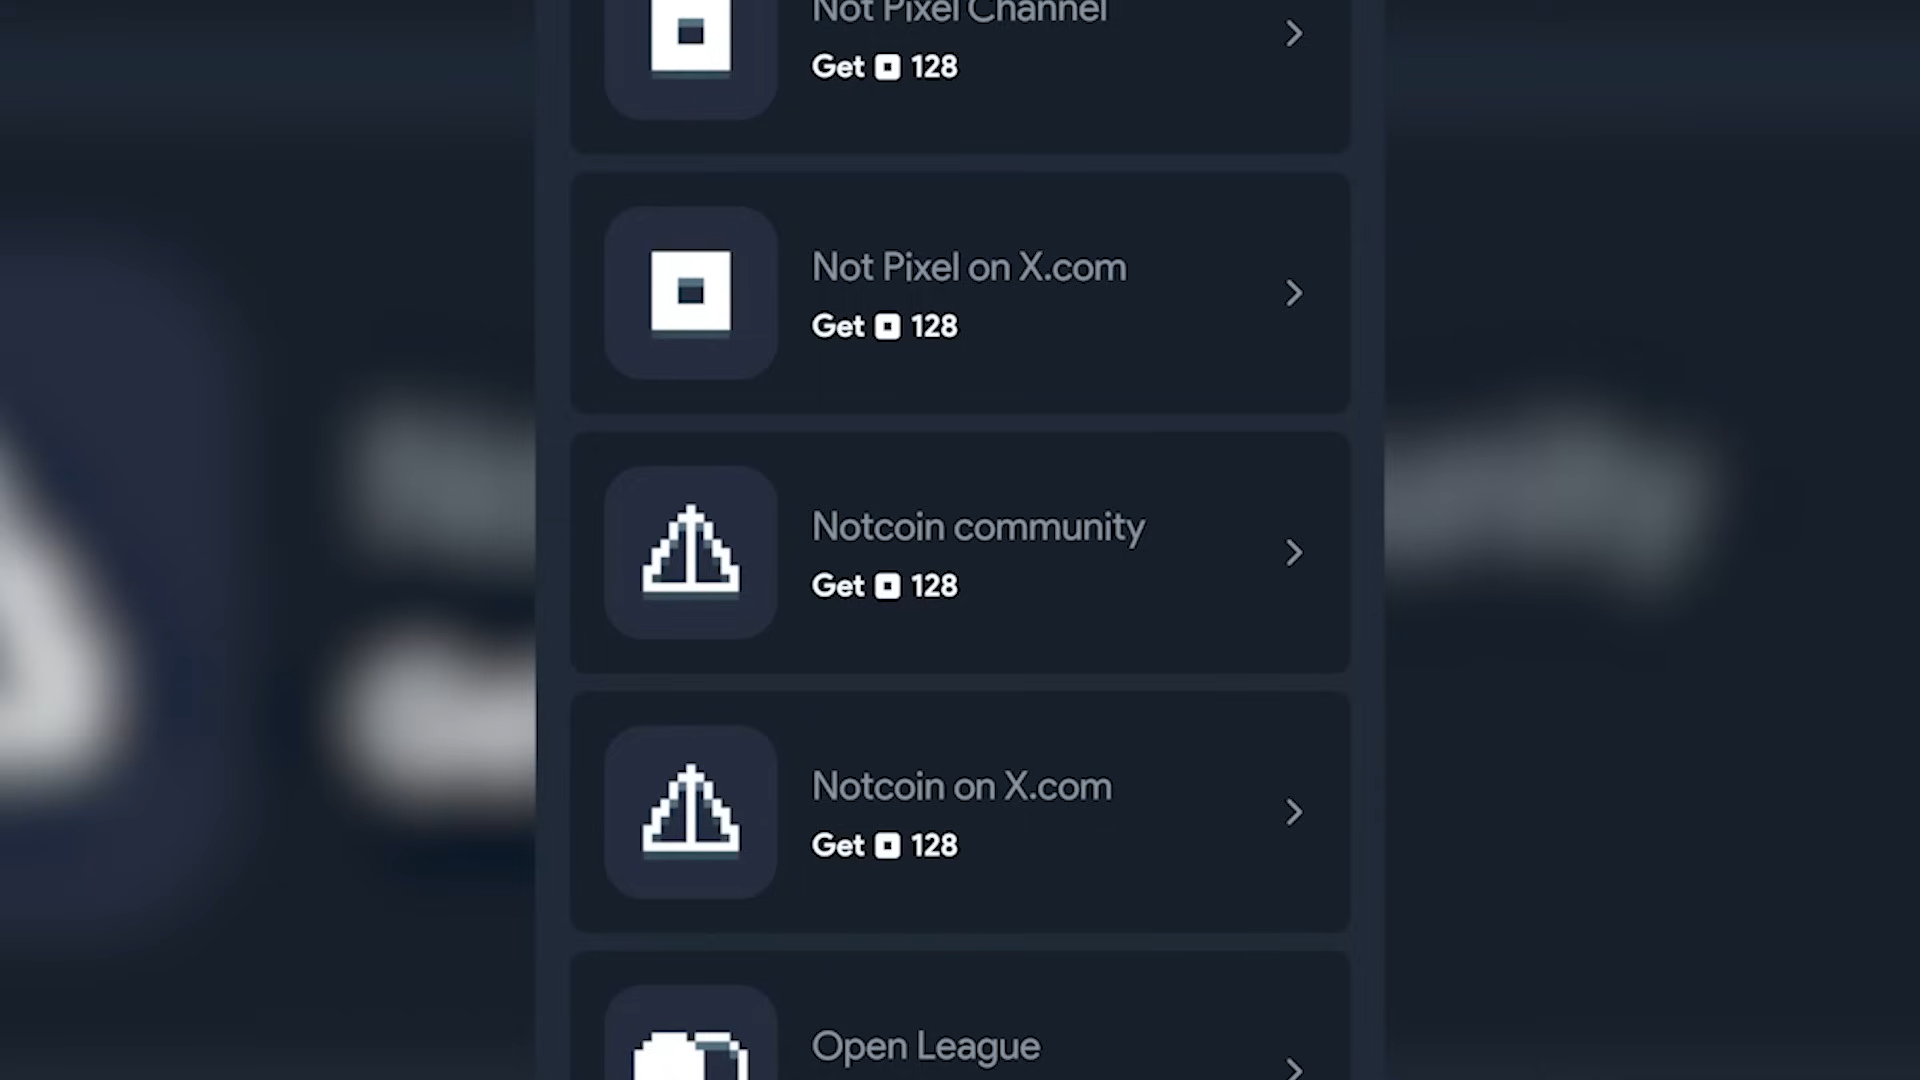 Not Pixel Channel
Get 128
Not Pixel on X.com
Get 128
Notcoin community
Get 128
Notcoin on X.com
Get 128
Open League